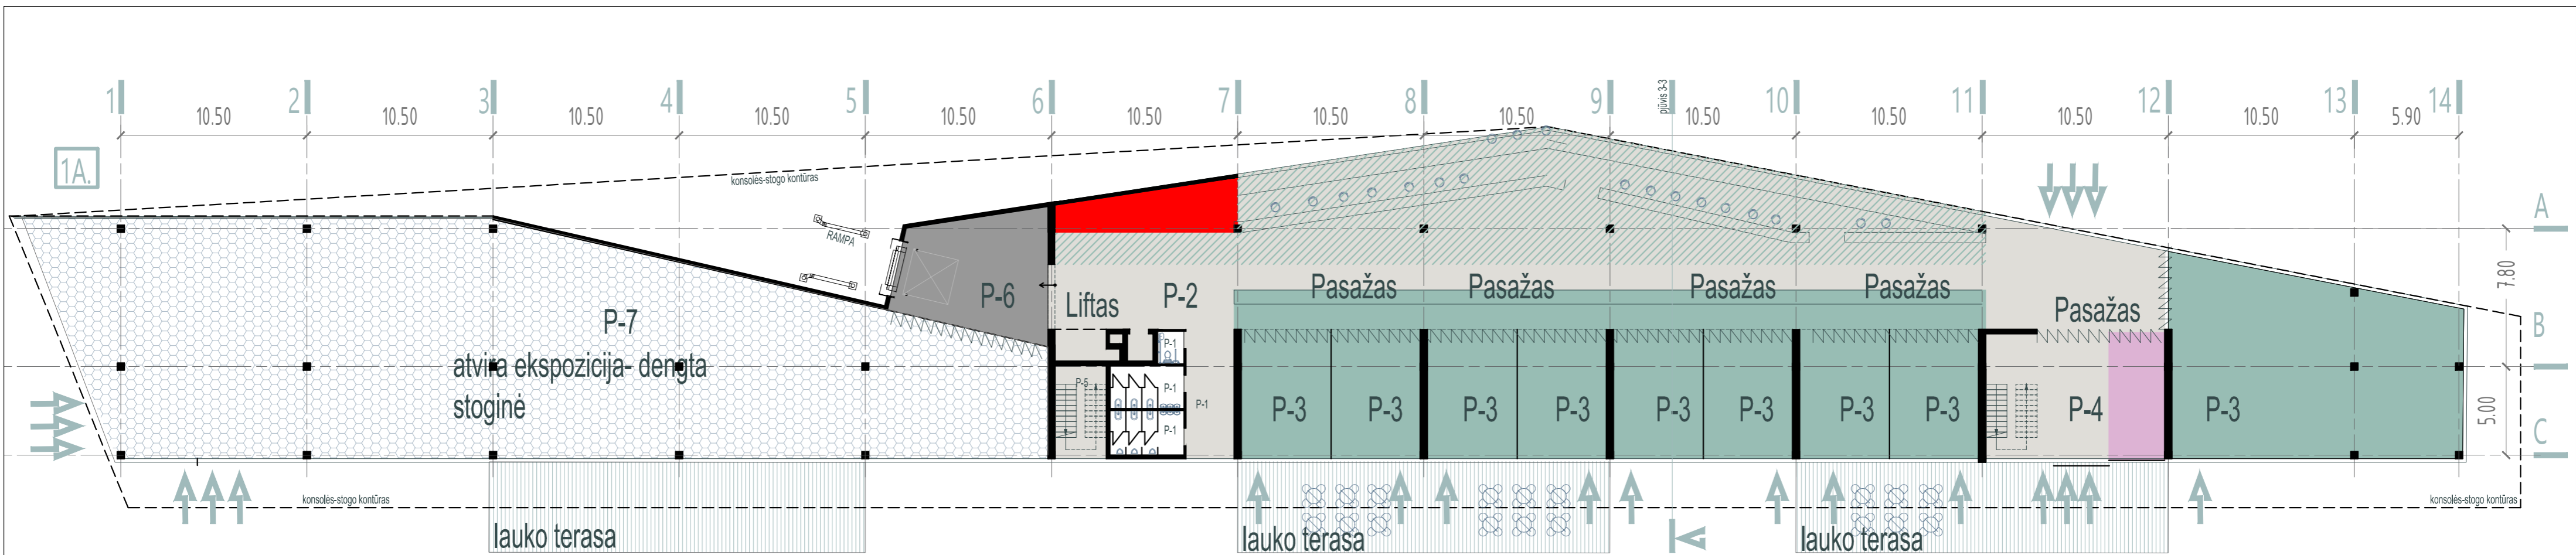 1 2 3 4 5 6 7 8 9 10 11 12 13 14
pjūvis 3-3
10.50 10.50 10.50 10.50 10.50 10.50 10.50 10.50 10.50 10.50 10.50 10.50 5.90
1A.
konsolės-stogo kontūras
A
RAMPA
7.80
P-6 Liftas P-2 Pasažas Pasažas Pasažas Pasažas Pasažas
P-7
B
atvira ekspozicija- dengta
stoginė
P-1
P-5 P-1
P-1
P-1
P-3 P-3 P-3 P-3 P-3 P-3 P-3 P-3 P-4 P-3
5.00
C
konsolės-stogo kontūras konsolės-stogo kontūras
lauko terasa lauko terasa lauko terasa